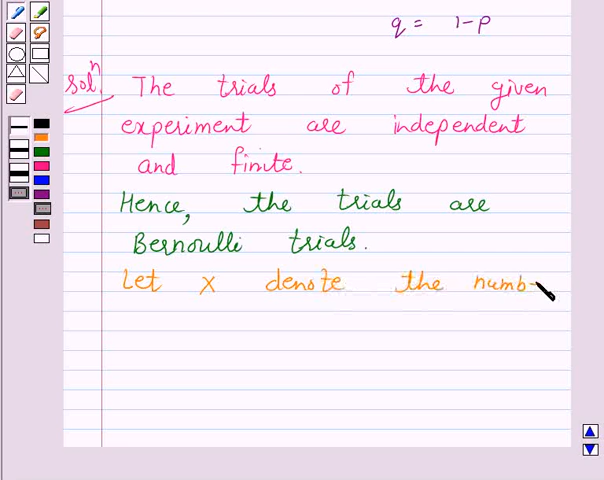 q = 1-p
Solⁿ. The trials of the given
experiment are independent
and finite.
Hence, the trials are
Bernoulli trials.
Let X denote the numb